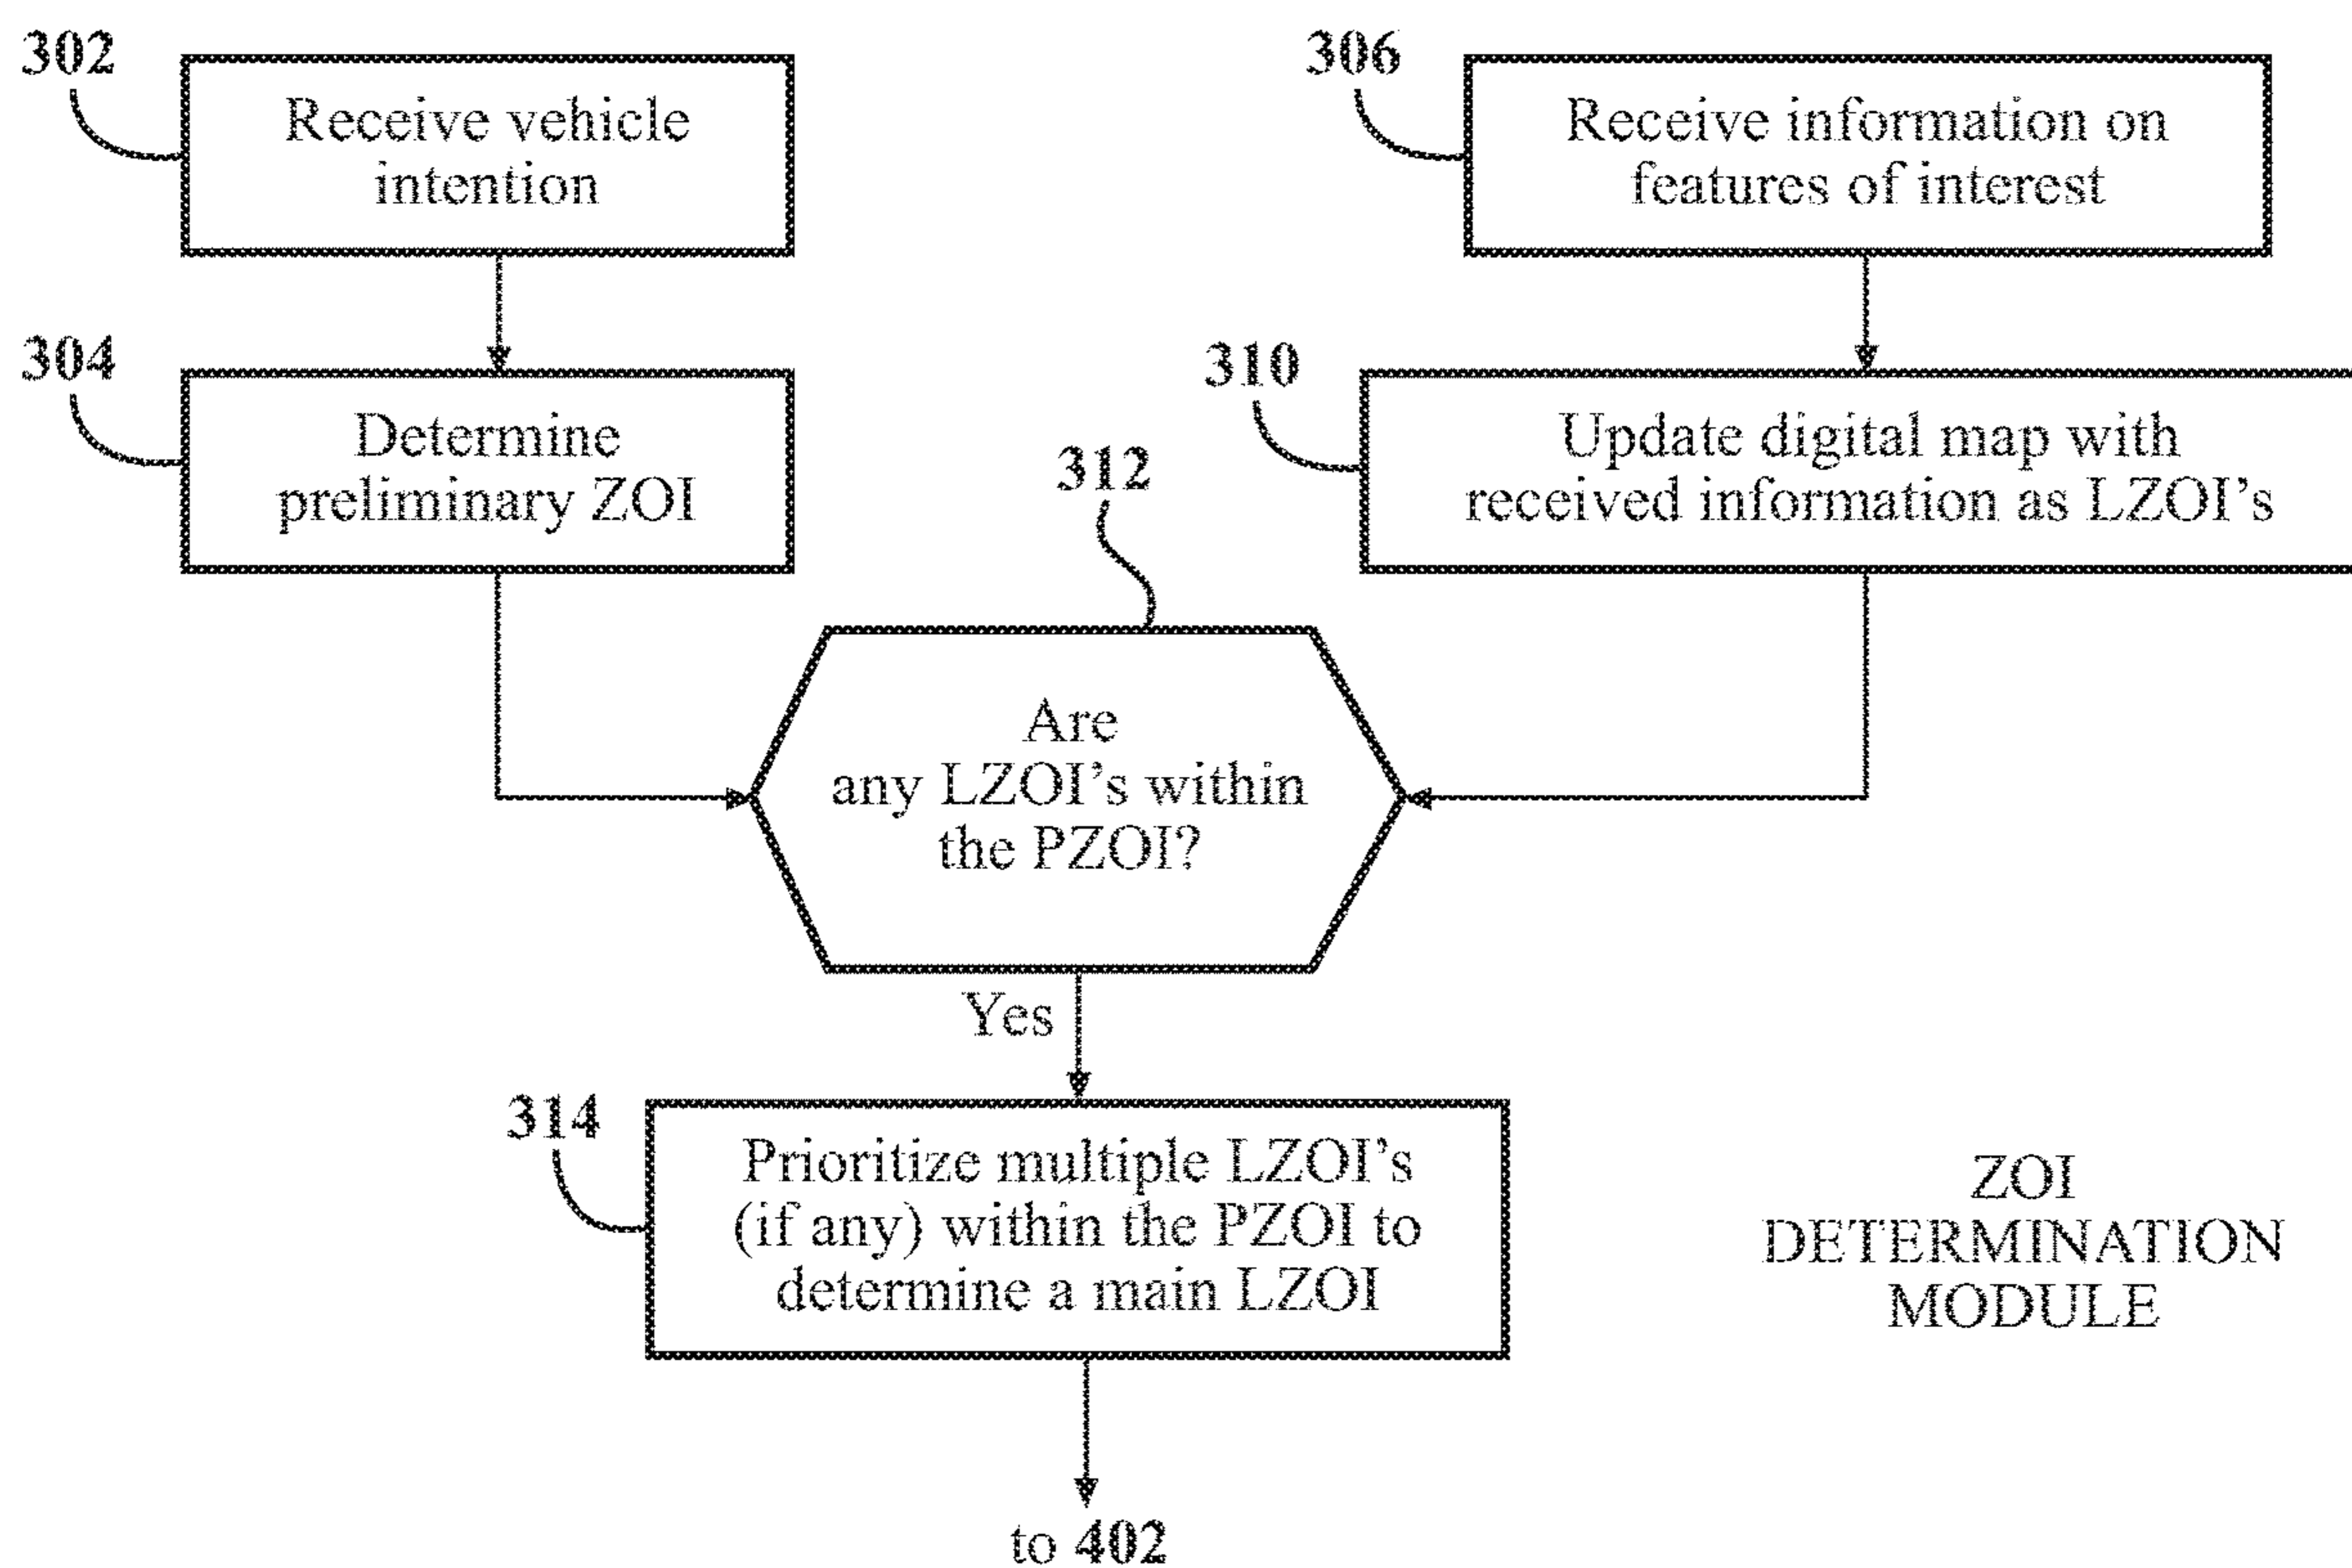 302
Receive vehicle
intention
306
Receive information on
features of interest
304
Determine
preliminary ZOI
310
Update digital map with
received information as LZOI's
312
Are
any LZOI's within
the PZOI?
Yes
314
Prioritize multiple LZOI's
(if any) within the PZOI to
determine a main LZOI
ZOI
DETERMINATION
MODULE
to 402